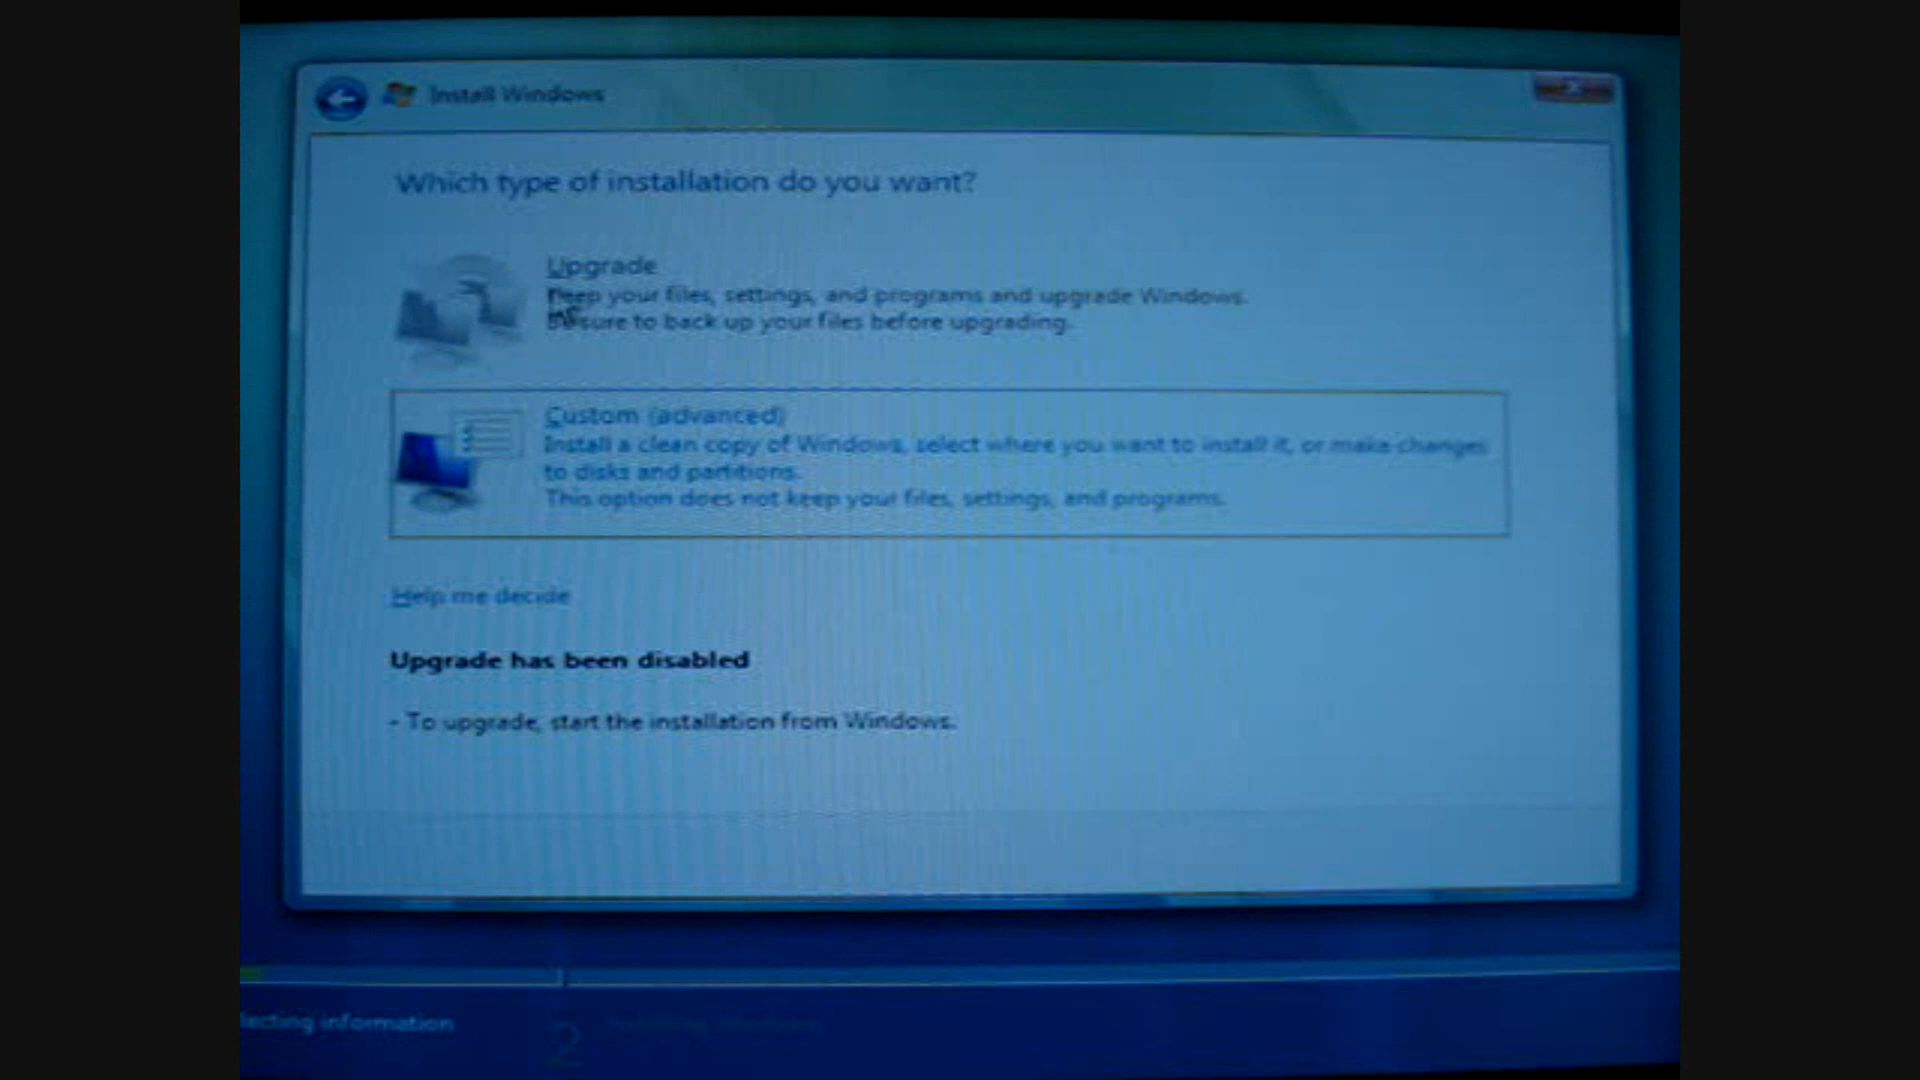 Install Windows
Which type of installation do you want?
Upgrade
Keep your files, settings, and programs and upgrade Windows.
Be sure to back up your files before upgrading.
Custom (advanced)
Install a clean copy of Windows, select where you want to install it, or make changes
to disks and partitions.
This option does not keep your files, settings, and programs.
Help me decide
Upgrade has been disabled
- To upgrade, start the installation from Windows.
lecting information
2